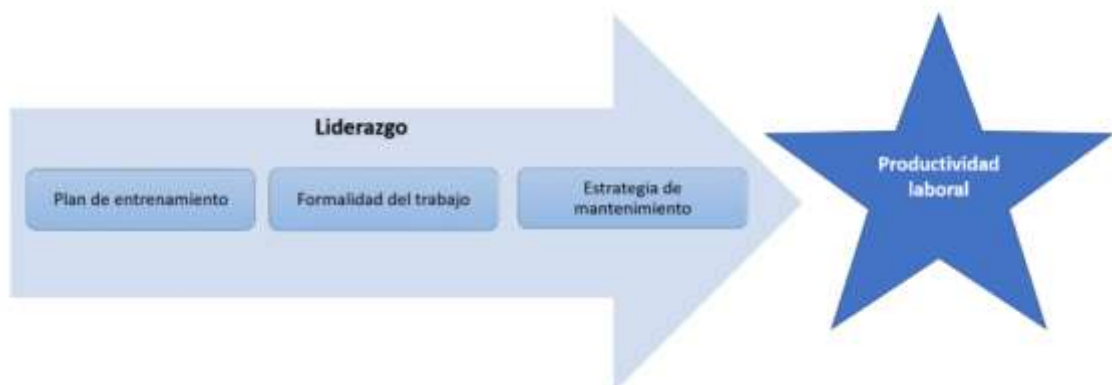 Liderazgo
Plan de entrenamiento
Formalidad del trabajo
Estrategia de
mantenimiento
Productividad
laboral